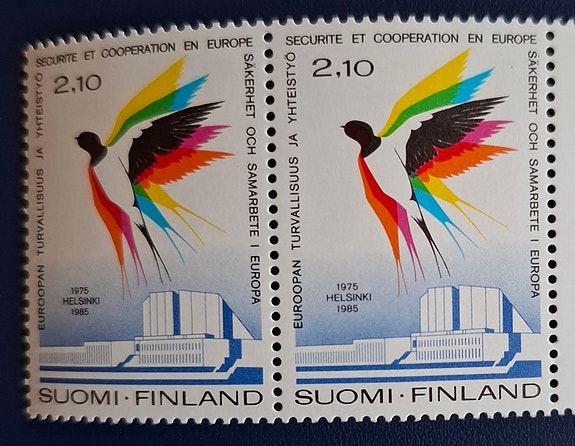 SECURITE ET COOPERATION EN EUROPE
2,10
EUROOPAN TURVALLISUUS JA YHTEISTYÖ
SÄKERHET OCH SAMARBETE I EUROPA
1975
HELSINKI
1985
SUOMI·FINLAND
SECURITE ET COOPERATION EN EUROPE
2,10
EUROOPAN TURVALLISUUS JA YHTEISTYÖ
SÄKERHET OCH SAMARBETE I EUROPA
1975
HELSINKI
1985
SUOMI·FINLAND